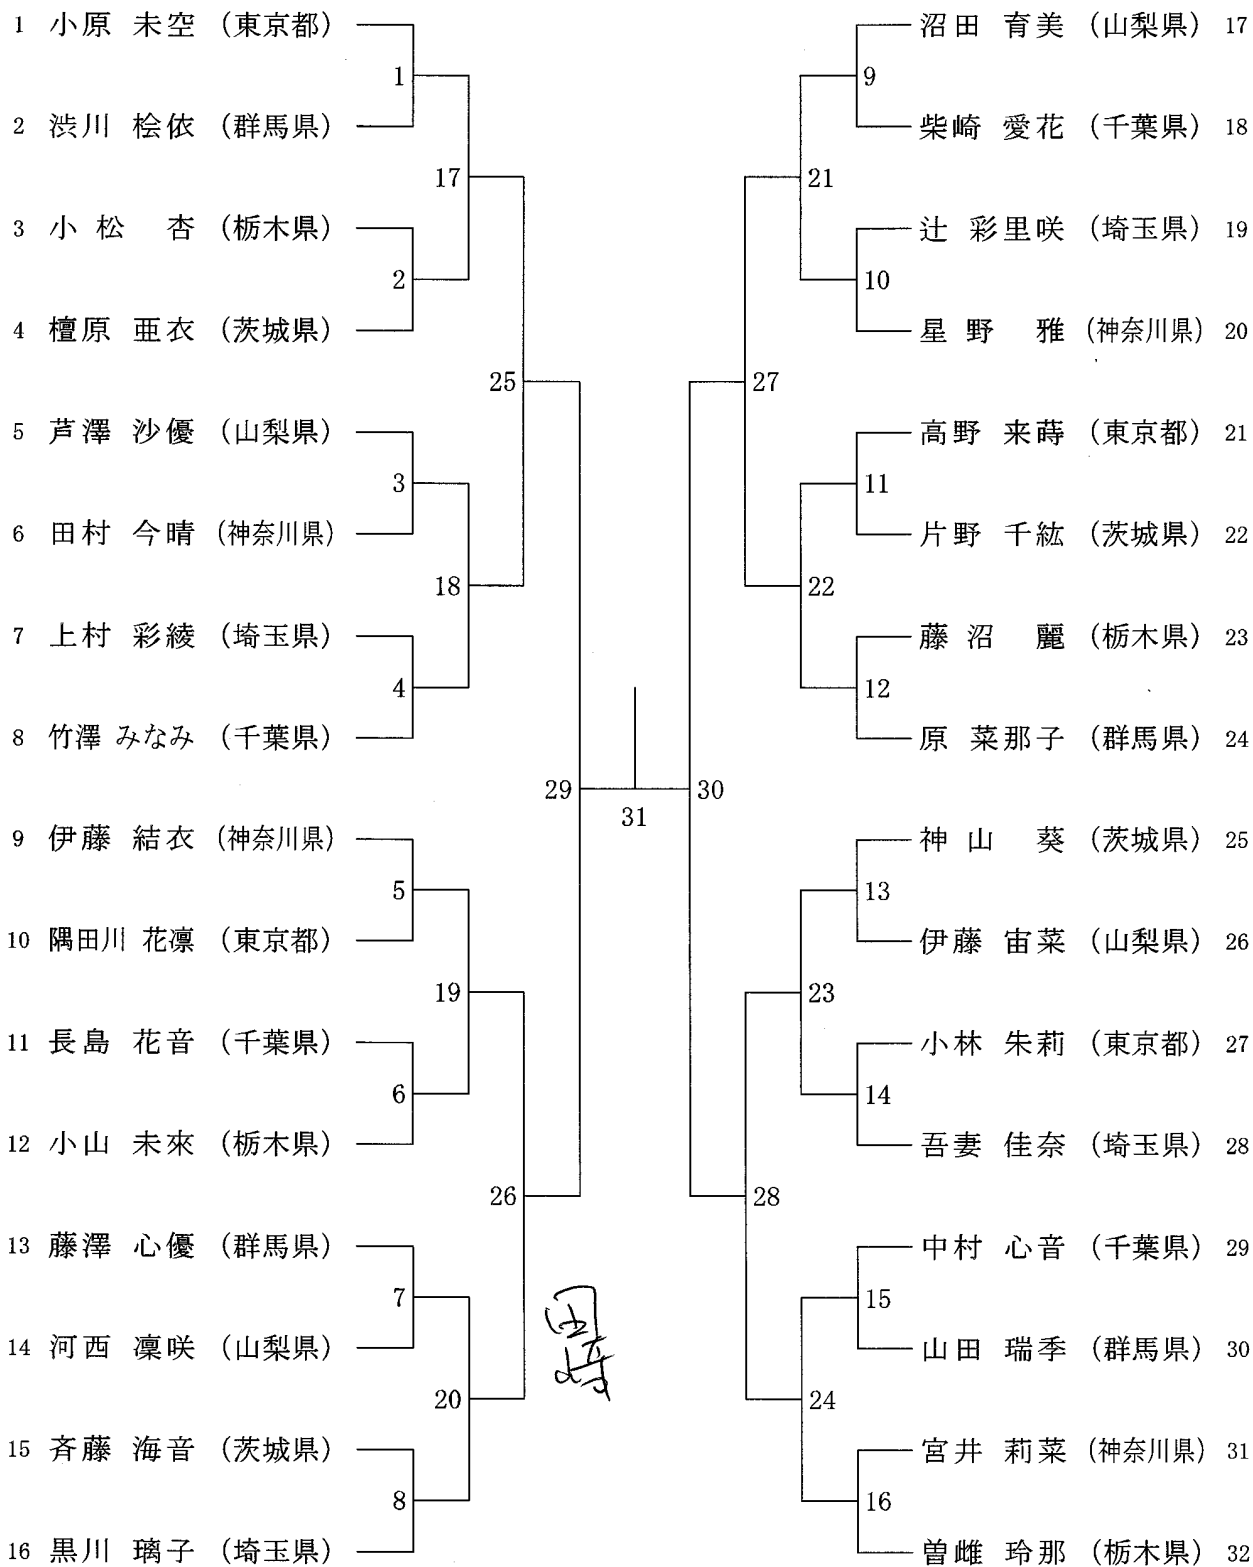 1 小原 未空 (東京都)
1
2 渋川 桧依 (群馬県)
17
3 小松 杏 (栃木県)
2
4 檀原 亜衣 (茨城県)
25
5 芦澤 沙優 (山梨県)
3
6 田村 今晴 (神奈川県)
18
7 上村 彩綾 (埼玉県)
4
8 竹澤 みなみ (千葉県)
29
9 伊藤 結衣 (神奈川県)
5
10 隅田川 花凛 (東京都)
19
11 長島 花音 (千葉県)
6
12 小山 未來 (栃木県)
26
13 藤澤 心優 (群馬県)
7
14 河西 凜咲 (山梨県)
20
15 斉藤 海音 (茨城県)
8
16 黒川 璃子 (埼玉県)
31
沼田 育美 (山梨県) 17
9
柴崎 愛花 (千葉県) 18
21
辻 彩里咲 (埼玉県) 19
10
星野 雅 (神奈川県) 20
27
高野 来蒔 (東京都) 21
11
片野 千紘 (茨城県) 22
22
藤沼 麗 (栃木県) 23
12
原 菜那子 (群馬県) 24
30
神山 葵 (茨城県) 25
13
伊藤 宙菜 (山梨県) 26
23
小林 朱莉 (東京都) 27
14
吾妻 佳奈 (埼玉県) 28
28
中村 心音 (千葉県) 29
15
山田 瑞季 (群馬県) 30
24
宮井 莉菜 (神奈川県) 31
16
曽雌 玲那 (栃木県) 32